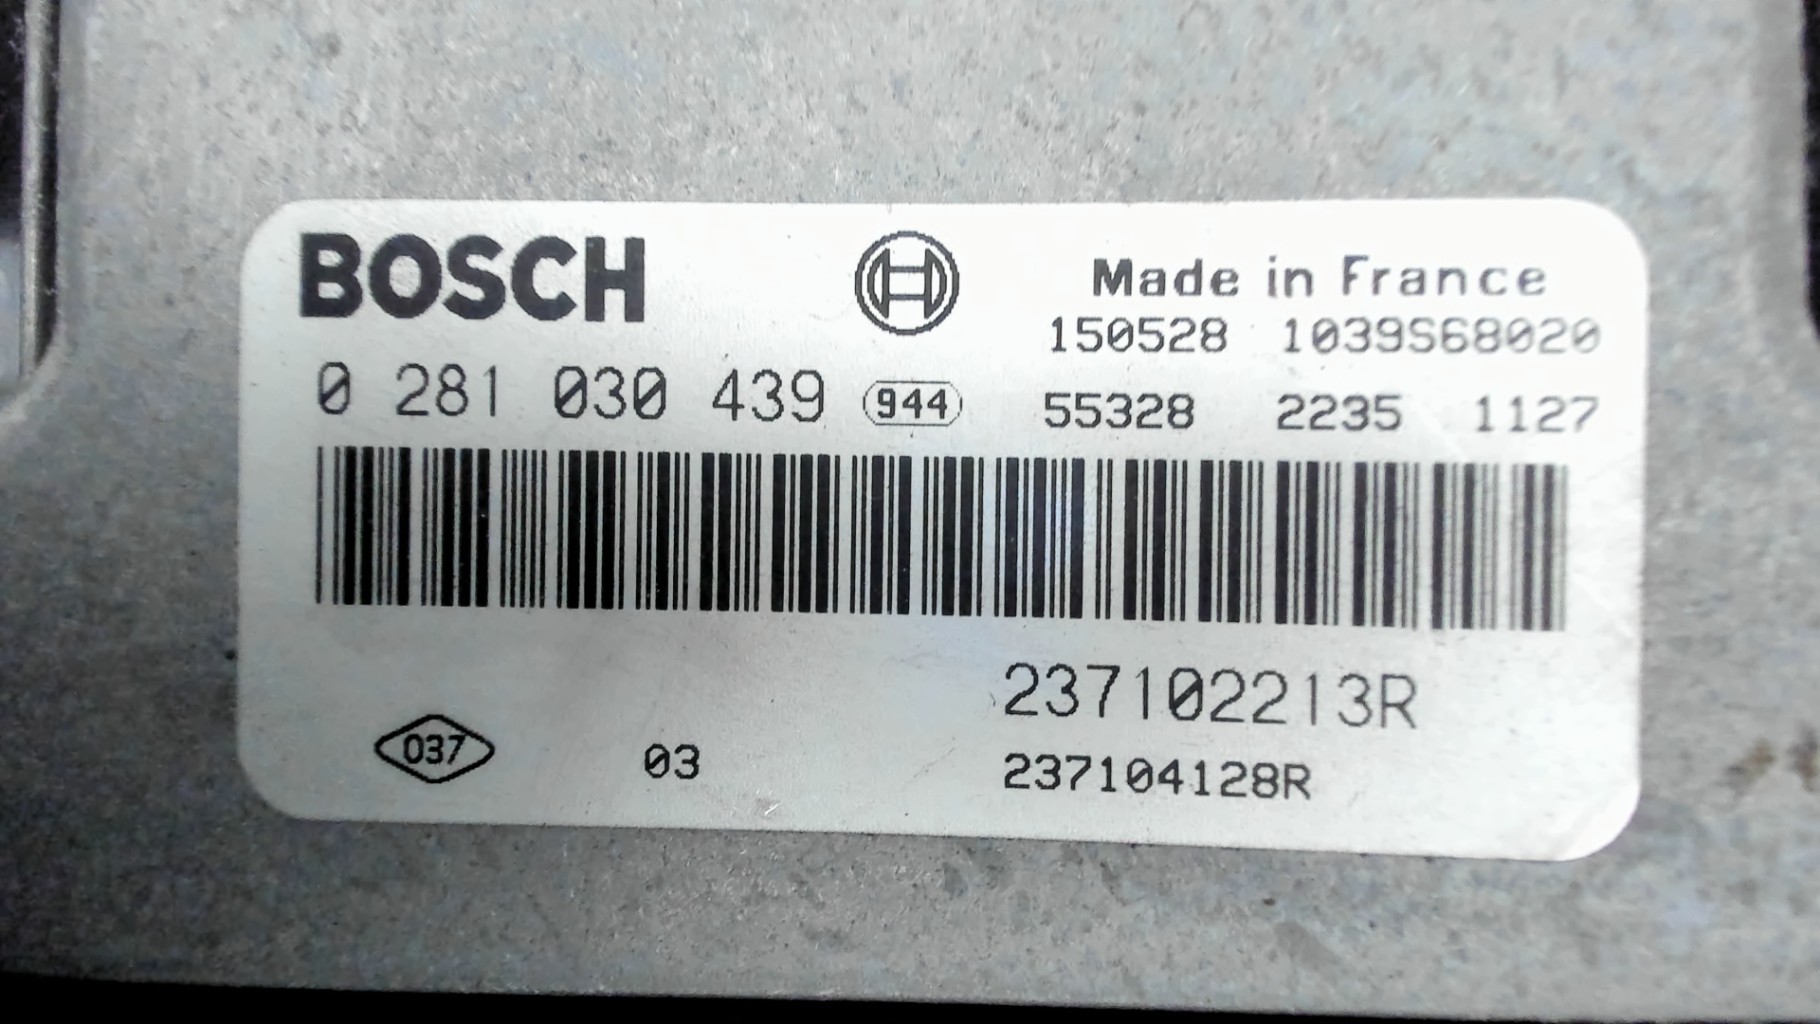 BOSCH
Made in France
150528 1039S68020
0 281 030 439 944
55328 2235 1127
237102213R
037 03
237104128R